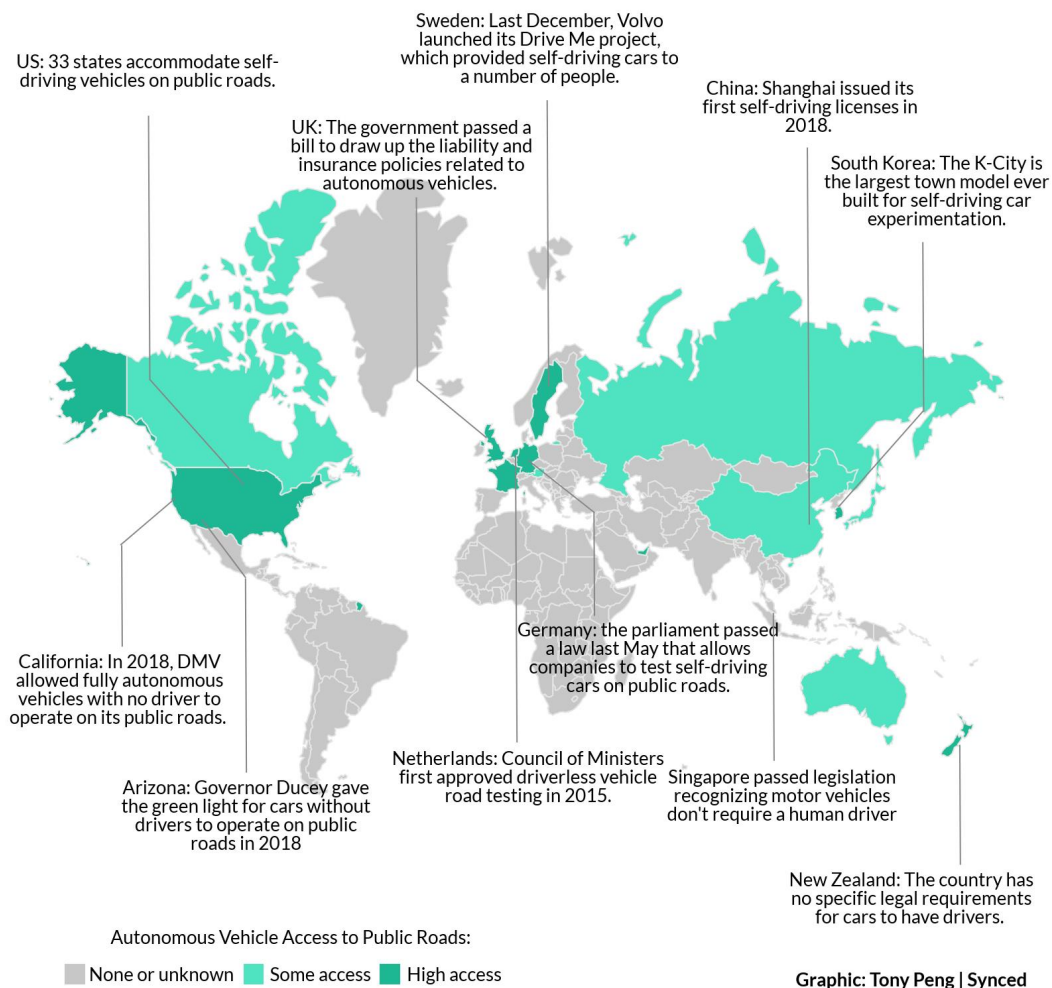 Sweden: Last December, Volvo
launched its Drive Me project,
which provided self-driving cars to
a number of people.
US: 33 states accommodate self-
driving vehicles on public roads.
China: Shanghai issued its
first self-driving licenses in
2018.
UK: The government passed a
bill to draw up the liability and
insurance policies related to
autonomous vehicles.
South Korea: The K-City is
the largest town model ever
built for self-driving car
experimentation.
Germany: the parliament passed
a law last May that allows
companies to test self-driving
cars on public roads.
California: In 2018, DMV
allowed fully autonomous
vehicles with no driver to
operate on its public roads.
Netherlands: Council of Ministers
first approved driverless vehicle
road testing in 2015.
Singapore passed legislation
recognizing motor vehicles
don't require a human driver
Arizona: Governor Ducey gave
the green light for cars without
drivers to operate on public
roads in 2018
New Zealand: The country has
no specific legal requirements
for cars to have drivers.
Autonomous Vehicle Access to Public Roads:
None or unknown Some access High access
Graphic: Tony Peng | Synced